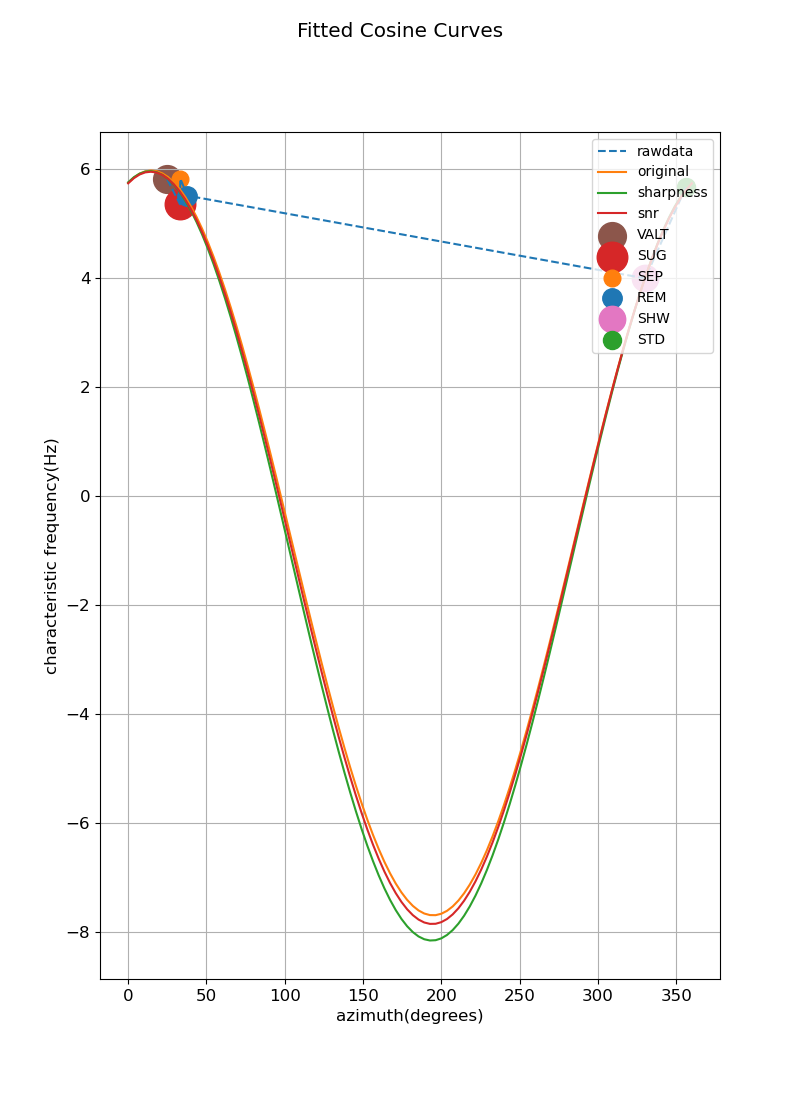 Fitted Cosine Curves
rawdata
original
sharpness
snr
VALT
SUG
SEP
REM
SHW
STD
6
4
2
0
−2
−4
−6
−8
characteristic frequency(Hz)
0 50 100 150 200 250 300 350
azimuth(degrees)